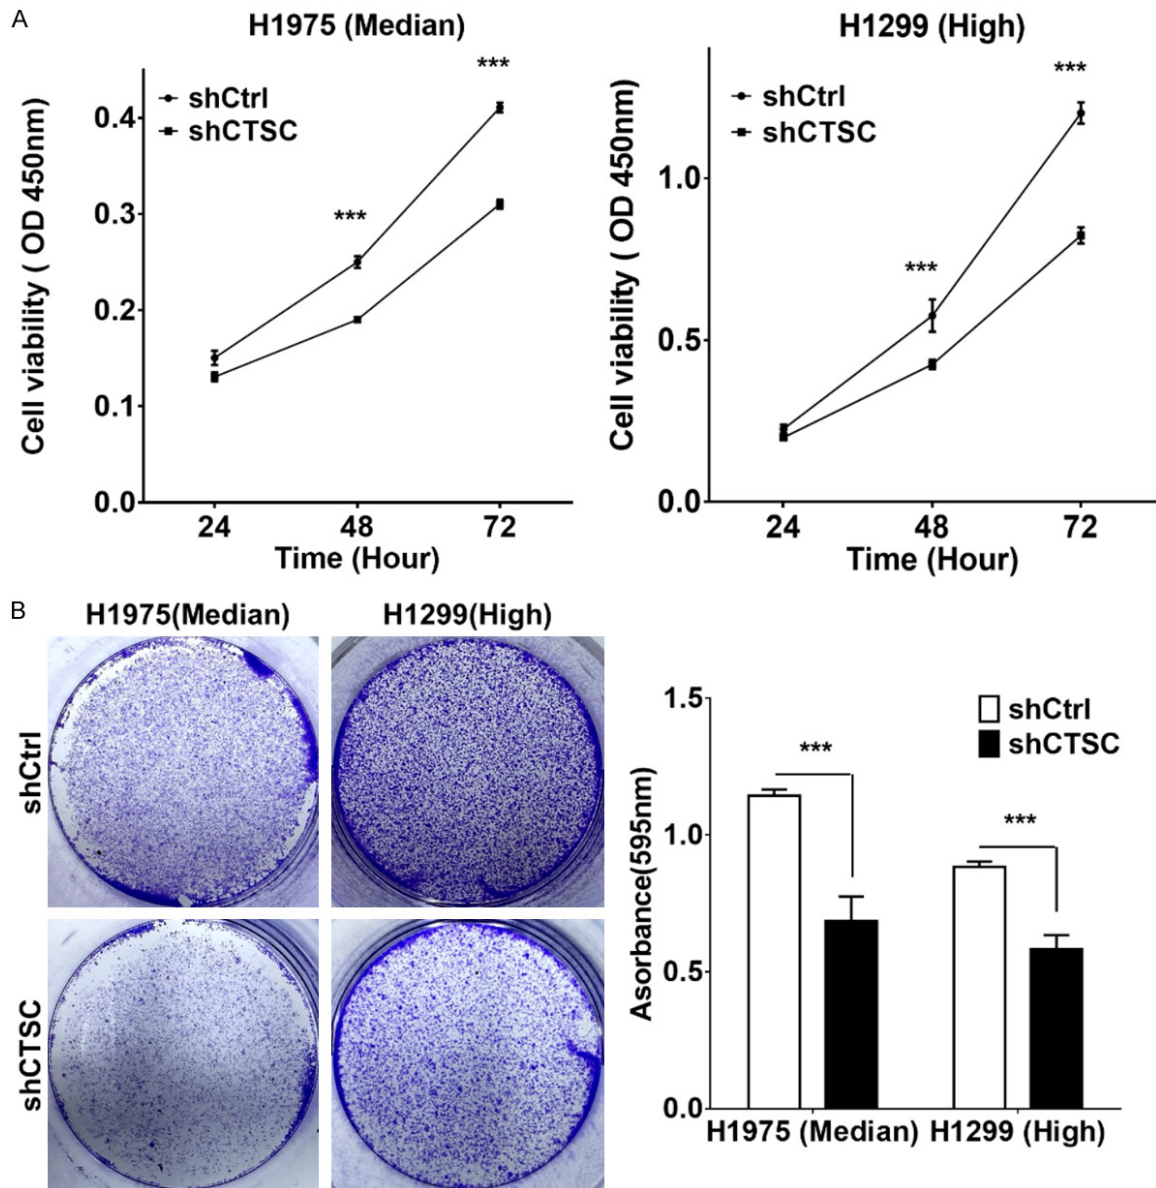 A
H1975 (Median)
Cell viability ( OD 450nm)
0.4
0.3
0.2
0.1
0.0
shCtrl
shCTSC
***
***
24
48
72
Time (Hour)
H1299 (High)
Cell viability ( OD 450nm)
1.0
0.5
0.0
shCtrl
shCTSC
***
***
24
48
72
Time (Hour)
B
H1975(Median)
H1299(High)
shCtrl
shCTSC
Asorbance(595nm)
1.5
1.0
0.5
0.0
shCtrl
shCTSC
***
***
H1975 (Median)
H1299 (High)